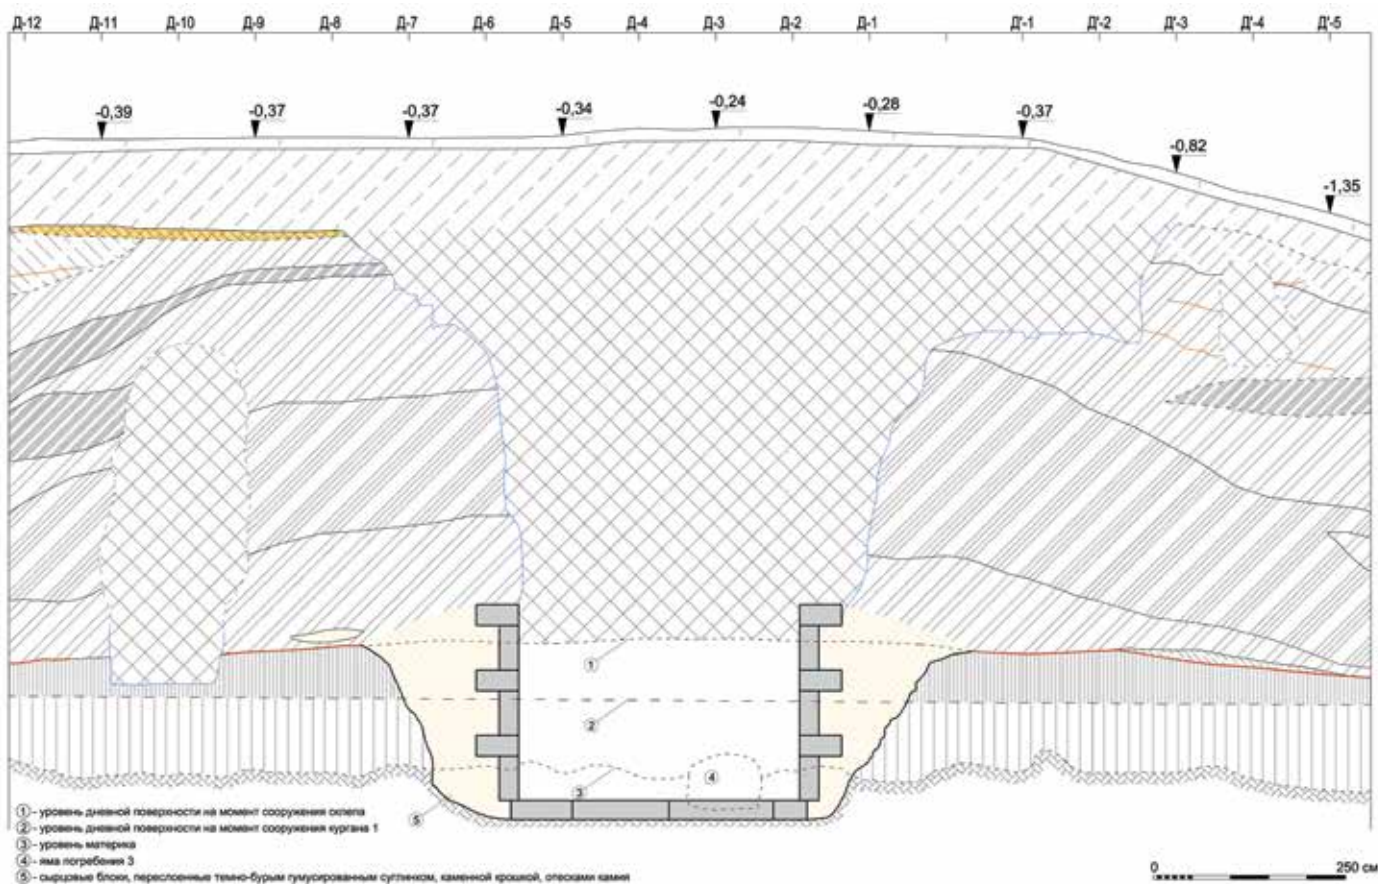 Д-12 Д-11 Д-10 Д-9 Д-8 Д-7 Д-6 Д-5 Д-4 Д-3 Д-2 Д-1 Д'-1 Д'-2 Д'-3 Д'-4 Д'-5
-0,39 -0,37 -0,37 -0,34 -0,24 -0,28 -0,37
-0,82
-1,35
1
2
3
4
5
1 - уровень дневной поверхности на момент сооружения склепа
2 - уровень дневной поверхности на момент сооружения кургана 1
3 - уровень материка
4 - яма погребения 3
5 - сырцовые блоки, переслоенные темно-бурым гумусированным суглинком, каменной крошкой, отесками камня
0 250 см